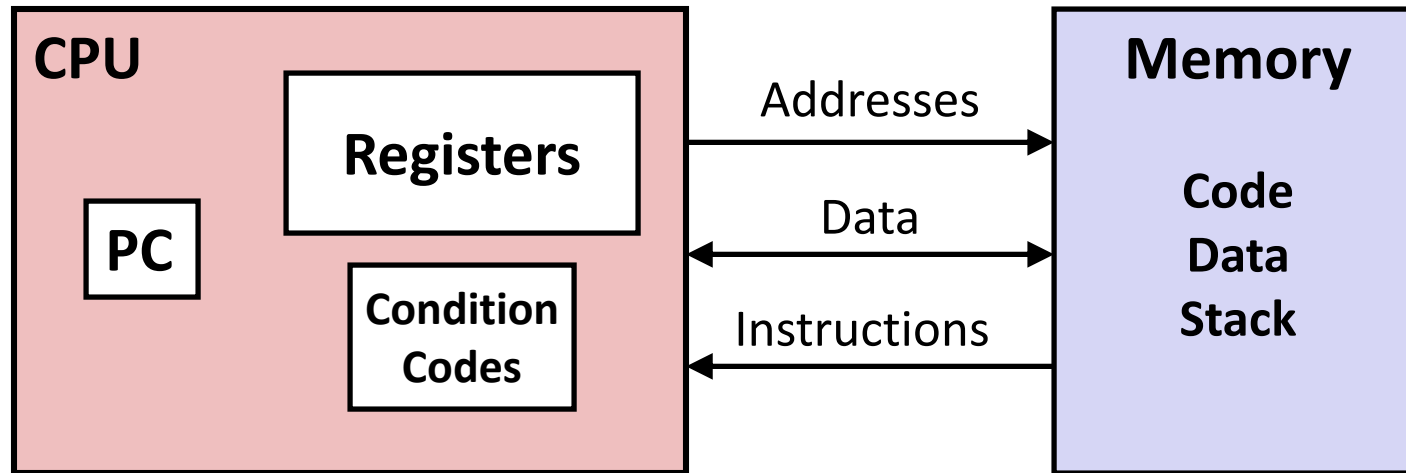 CPU
Registers
PC
Condition
Codes
Addresses
Data
Instructions
Memory
Code
Data
Stack